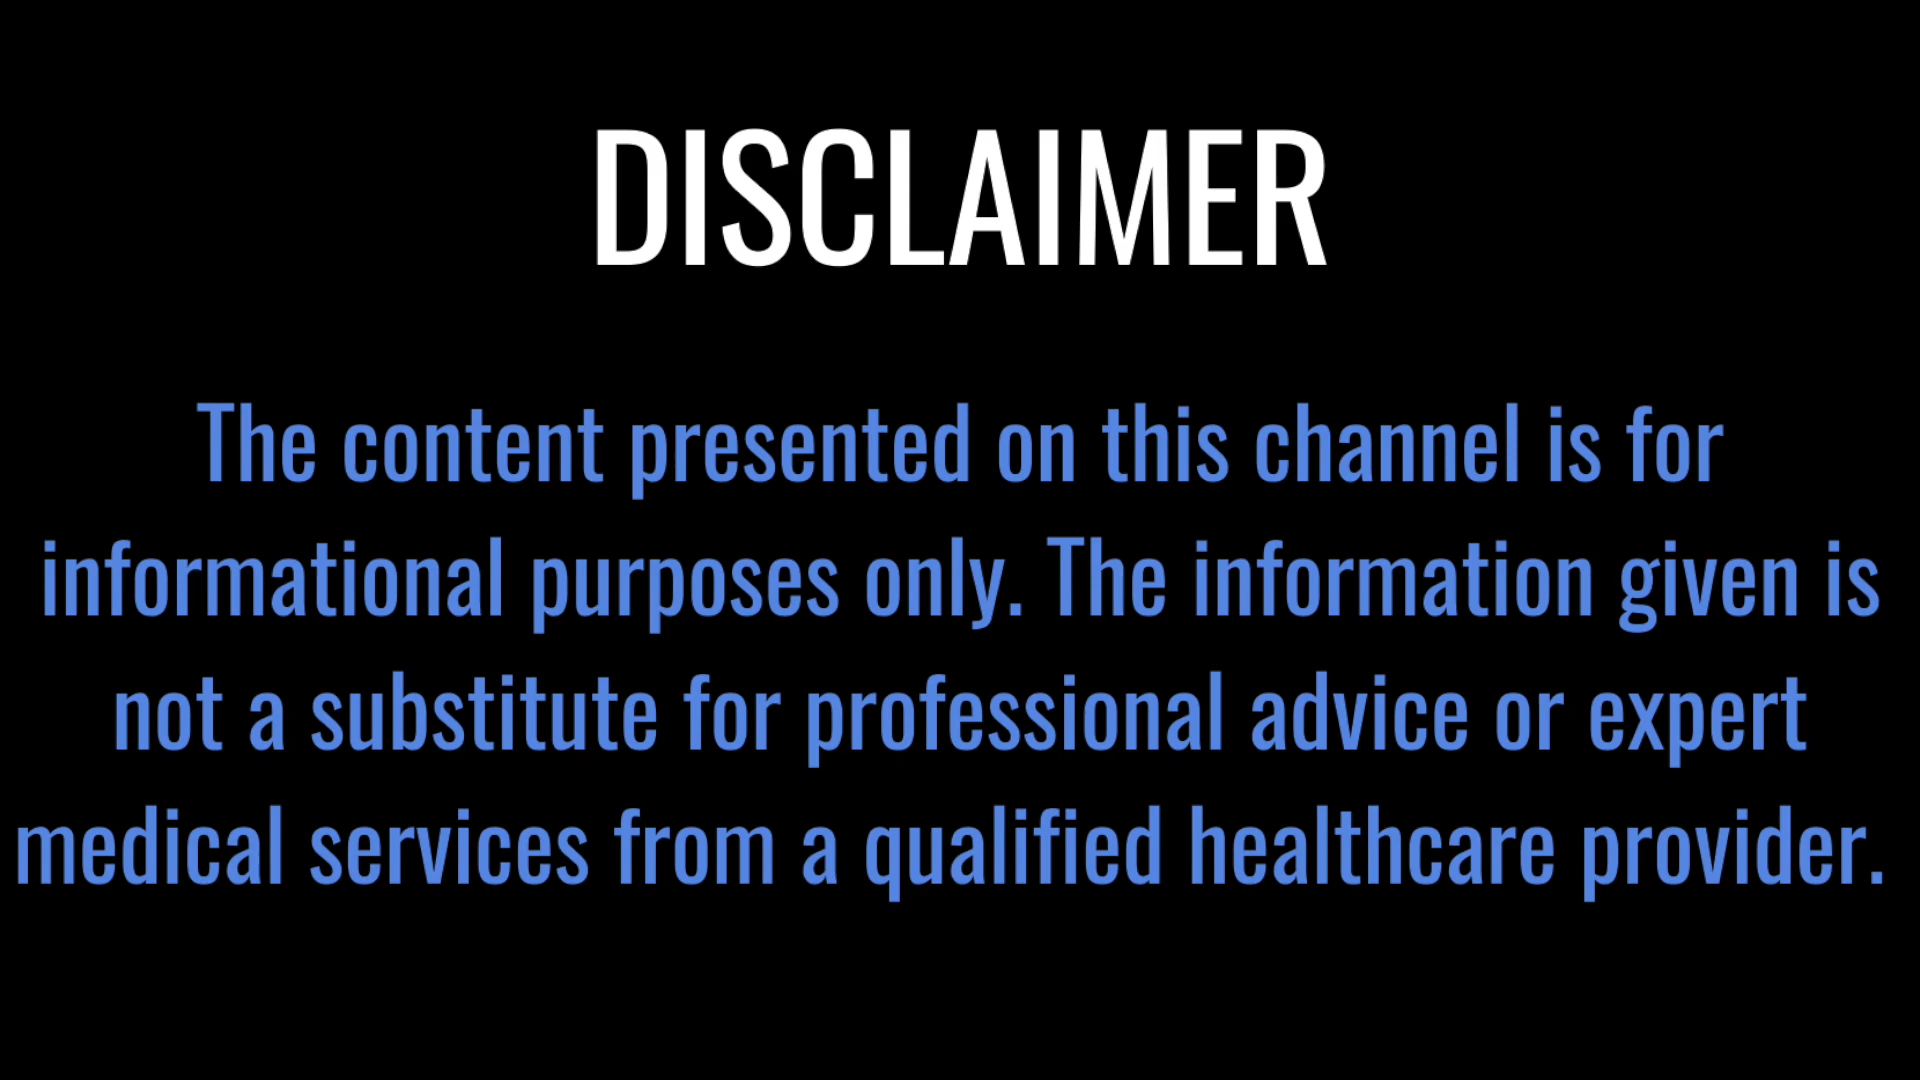 DISCLAIMER
The content presented on this channel is for
informational purposes only. The information given is
not a substitute for professional advice or expert
medical services from a qualified healthcare provider.